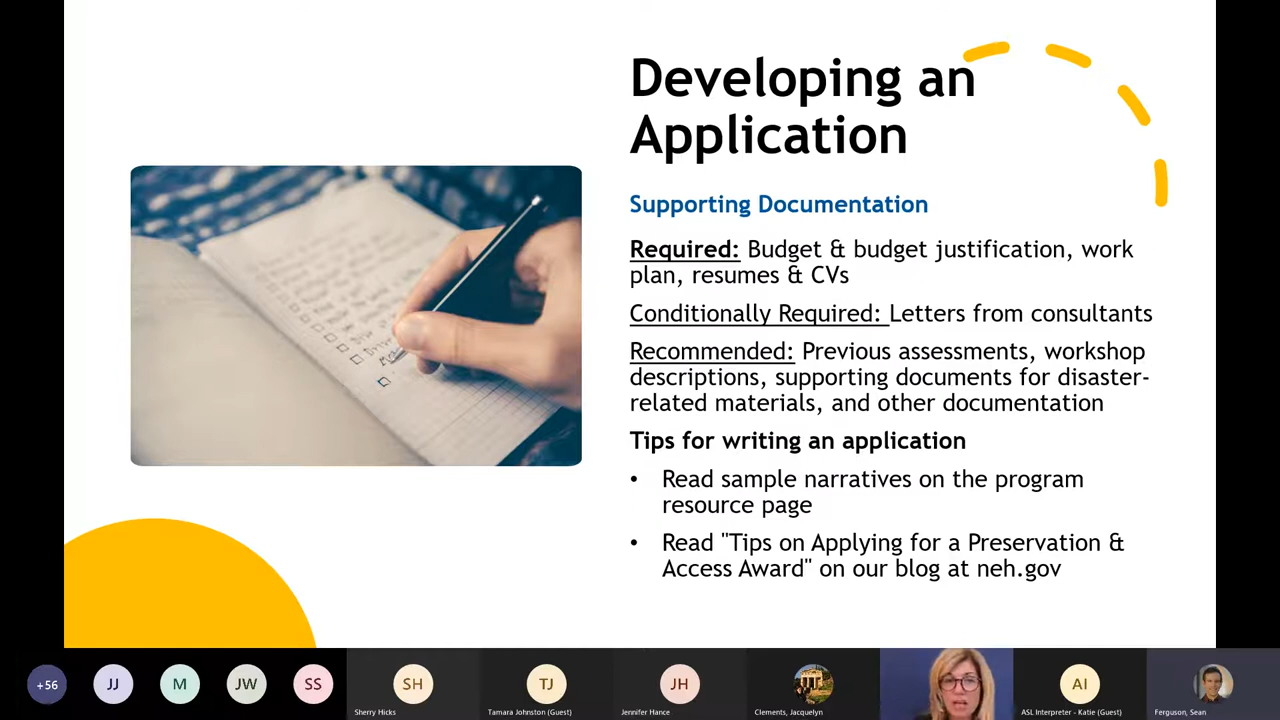 Developing an
Application
Supporting Documentation
Required: Budget & budget justification, work
plan, resumes & CVs
Conditionally Required: Letters from consultants
Recommended: Previous assessments, workshop
descriptions, supporting documents for disaster-
related materials, and other documentation
Tips for writing an application
• Read sample narratives on the program
resource page
• Read "Tips on Applying for a Preservation &
Access Award" on our blog at neh.gov
+56
JJ
M
JW
SS
SH
Sherry Hicks
TJ
Tamara Johnston (Guest)
JH
Jennifer Hance
Clements, Jacquelyn
AI
ASL Interpreter - Katie (Guest)
Ferguson, Sean